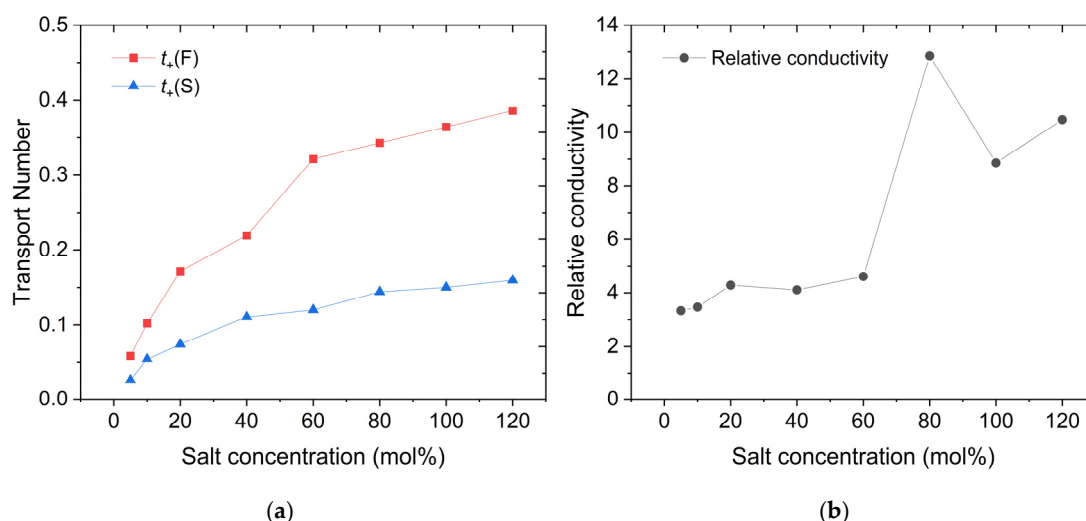 0.5
0.4
0.3
0.2
0.1
0.0
Transport Number
t+(F)
t+(S)
0 20 40 60 80 100 120
Salt concentration (mol%)
(a)
14
12
10
8
6
4
2
0
Relative conductivity
Relative conductivity
0 20 40 60 80 100 120
Salt concentration (mol%)
(b)